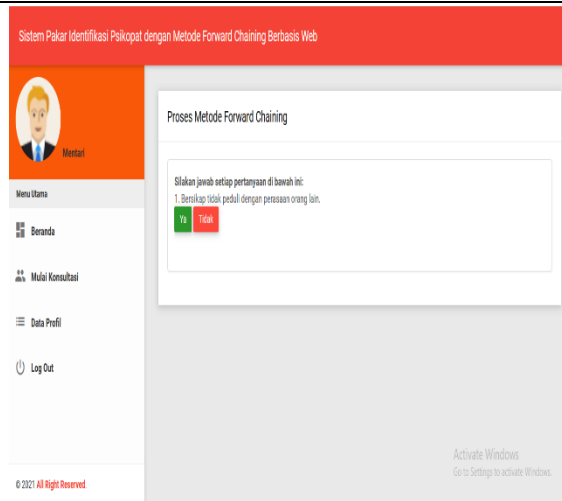 Sistem Pakar Identifikasi Psikopat dengan Metode Forward Chaining Berbasis Web
Mentari
Menu Utama
Beranda
Mulai Konsultasi
Data Profil
Log Out
© 2021 All Right Reserved
Proses Metode Forward Chaining
Silakan jawab setiap pertanyaan di bawah ini:
1. Bersikap tidak peduli dengan perasaan orang lain.
Ya Tidak
Activate Windows
Go to Settings to activate Windows.